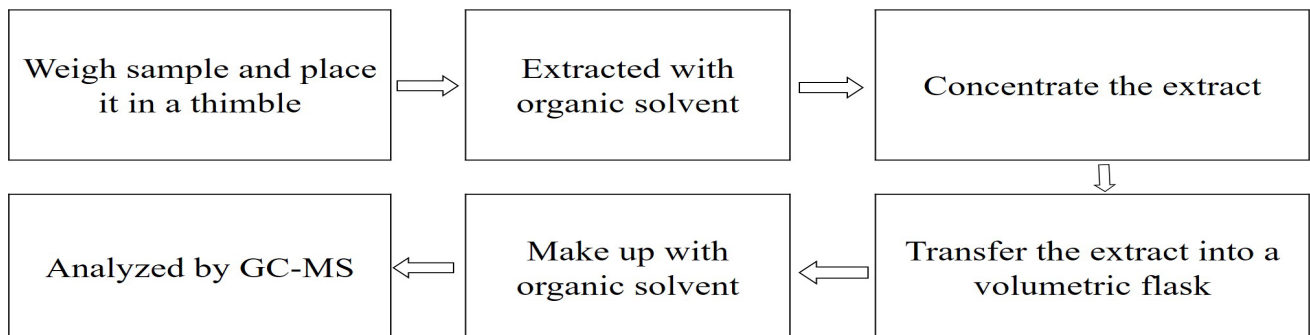 Weigh sample and place
it in a thimble
Extracted with
organic solvent
Concentrate the extract
Transfer the extract into a
volumetric flask
Make up with
organic solvent
Analyzed by GC-MS